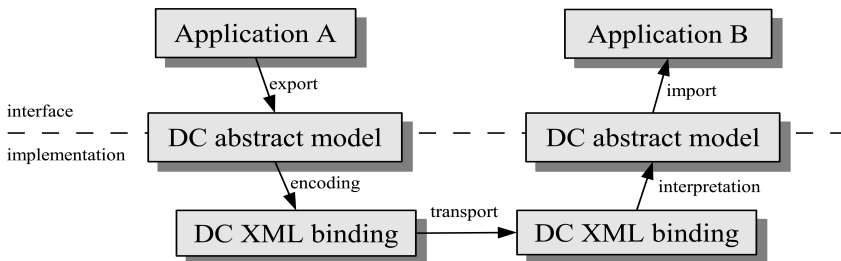 Application A
Application B
export
import
interface
DC abstract model
DC abstract model
implementation
encoding
interpretation
transport
DC XML binding
DC XML binding